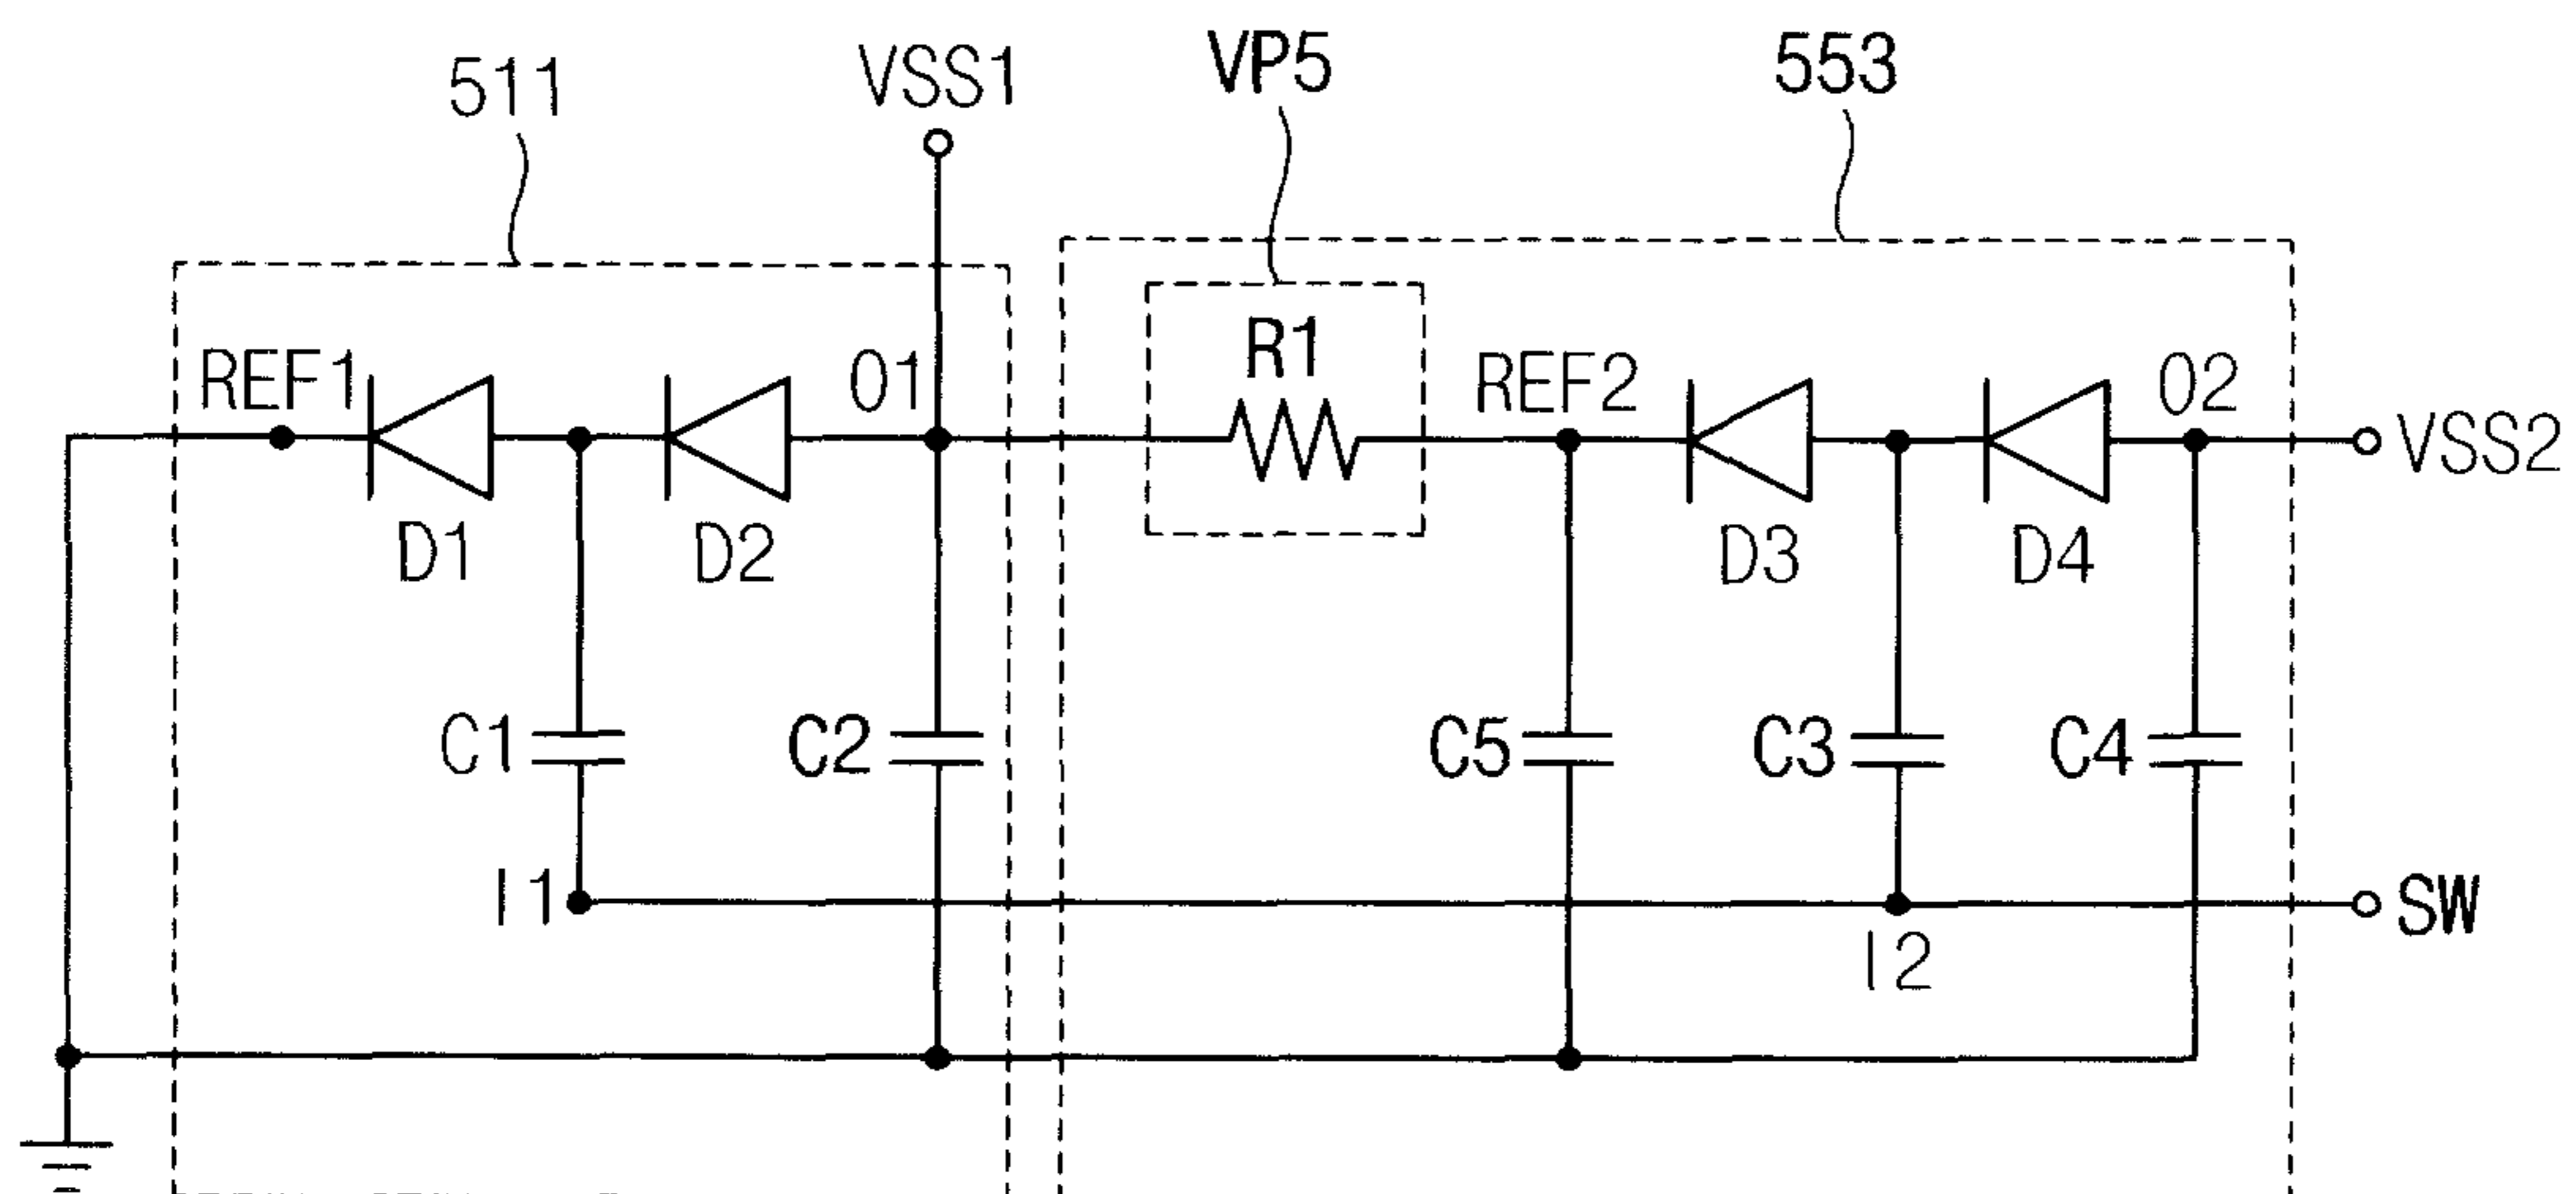 511
VSS1
VP5
553
REF1
O1
R1
REF2
O2
VSS2
D1
D2
D3
D4
C1
C2
C5
C3
C4
I1
SW
I2